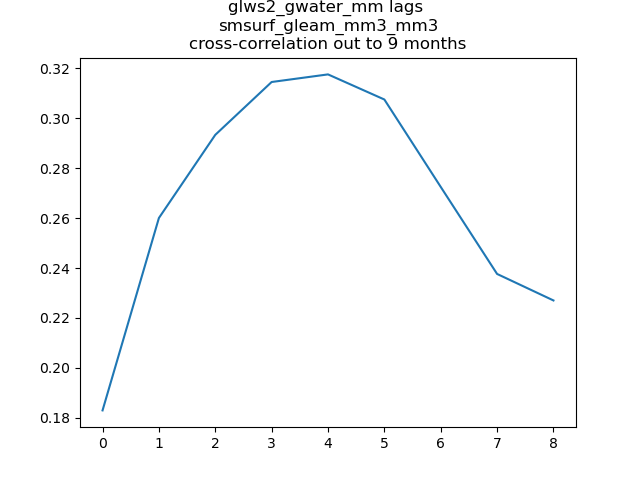 glws2_gwater_mm lags
smsurf_gleam_mm3_mm3
cross-correlation out to 9 months
0.32
0.30
0.28
0.26
0.24
0.22
0.20
0.18
0 1 2 3 4 5 6 7 8